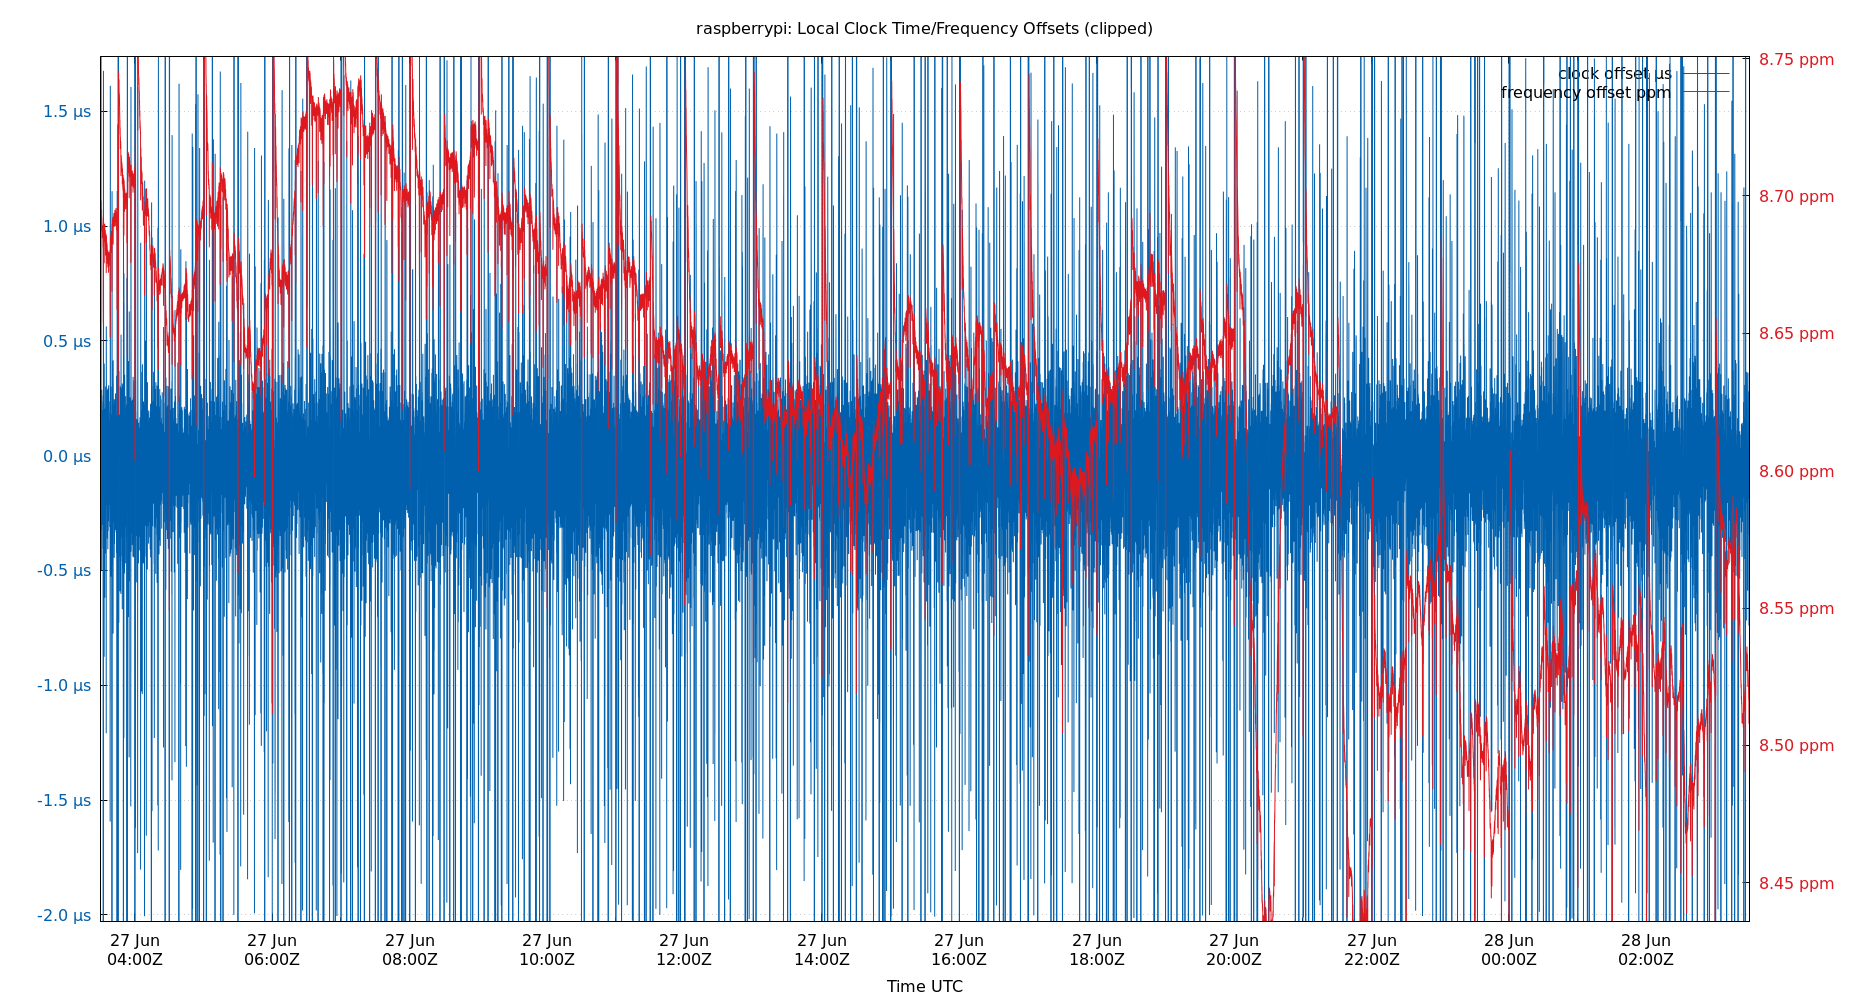 raspberrypi: Local Clock Time/Frequency Offsets (clipped)
clock offset µs
frequency offset ppm
1.5 µs
1.0 µs
0.5 µs
0.0 µs
-0.5 µs
-1.0 µs
-1.5 µs
-2.0 µs
8.75 ppm
8.70 ppm
8.65 ppm
8.60 ppm
8.55 ppm
8.50 ppm
8.45 ppm
27 Jun 27 Jun 27 Jun 27 Jun 27 Jun 27 Jun 27 Jun 27 Jun 27 Jun 27 Jun 28 Jun 28 Jun
04:00Z 06:00Z 08:00Z 10:00Z 12:00Z 14:00Z 16:00Z 18:00Z 20:00Z 22:00Z 00:00Z 02:00Z
Time UTC